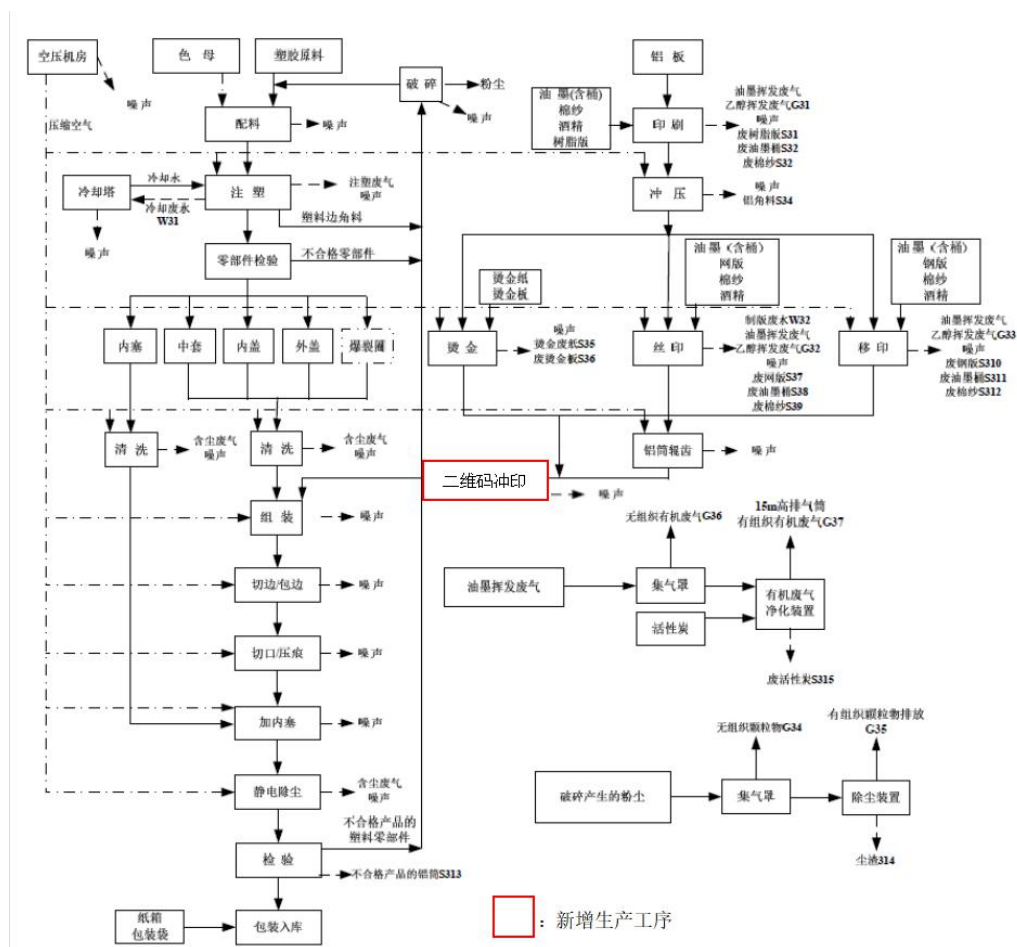 空压机房
噪声
压缩空气
色母
塑胶原料
配料
噪声
破碎
粉尘
噪声
铝板
油墨(含桶)
棉纱
酒精
树脂版
印刷
油墨挥发废气
乙醇挥发废气G31
噪声
废树脂版S31
废油墨桶S32
废棉纱S32
冲压
噪声
铝角料S34
冷却塔
冷却水
冷却废水
W31
噪声
注塑
注塑废气
噪声
塑料边角料
零部件检验
不合格零部件
内塞
中套
内盖
外盖
爆裂圈
烫金纸
烫金板
烫金
噪声
烫金废纸S35
废烫金板S36
油墨(含桶)
网版
棉纱
酒精
丝印
制版废水W32
油墨挥发废气
乙醇挥发废气G32
噪声
废网版S37
废油墨桶S38
废棉纱S39
油墨(含桶)
钢版
棉纱
酒精
移印
油墨挥发废气
乙醇挥发废气G33
噪声
废钢版S310
废油墨桶S311
废棉纱S312
清洗
含尘废气
噪声
清洗
含尘废气
噪声
铝筒辊齿
噪声
二维码冲印
噪声
组装
噪声
切边/包边
噪声
切口/压痕
噪声
加内塞
噪声
静电除尘
含尘废气
噪声
检验
不合格产品的
塑料零部件
不合格产品的铝筒S313
纸箱
包装袋
包装入库
油墨挥发废气
集气罩
无组织有机废气G36
活性炭
有机废气
净化装置
15m高排气筒
有组织有机废气G37
废活性炭S315
破碎产生的粉尘
集气罩
无组织颗粒物G34
除尘装置
有组织颗粒物排放
G35
尘渣314
：新增生产工序